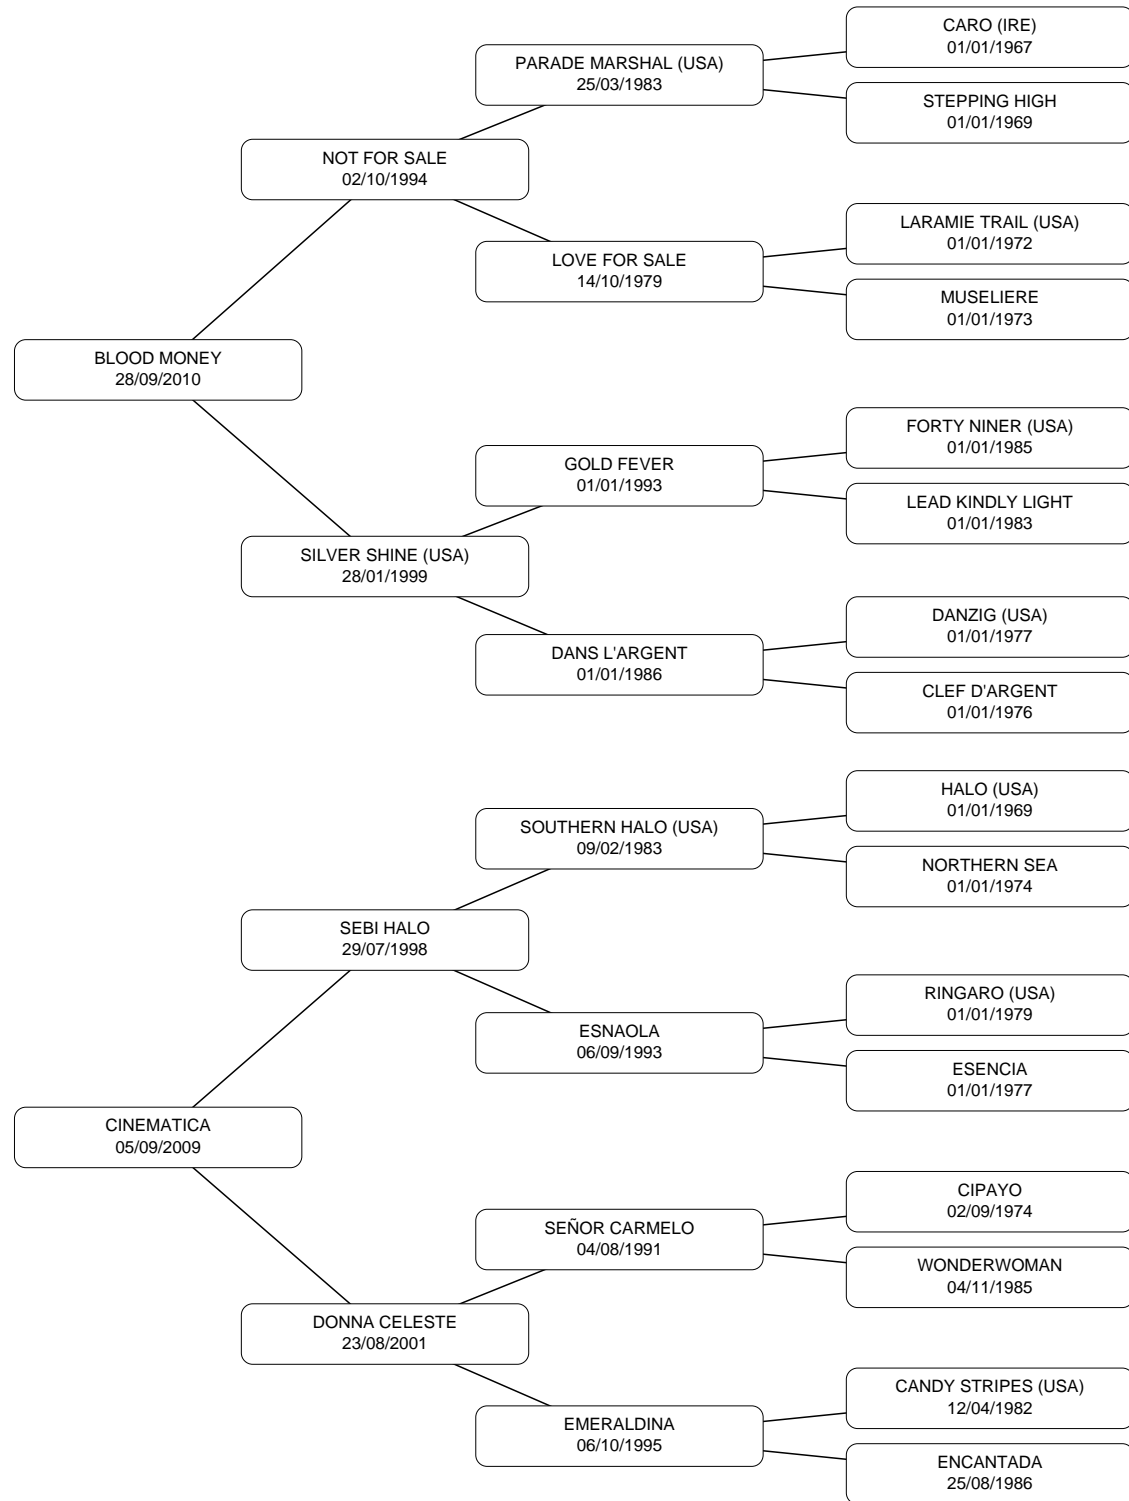 CARO (IRE)
01/01/1967
PARADE MARSHAL (USA)
25/03/1983
STEPPING HIGH
01/01/1969
NOT FOR SALE
02/10/1994
LARAMIE TRAIL (USA)
01/01/1972
LOVE FOR SALE
14/10/1979
MUSELIERE
01/01/1973
BLOOD MONEY
28/09/2010
FORTY NINER (USA)
01/01/1985
GOLD FEVER
01/01/1993
LEAD KINDLY LIGHT
01/01/1983
SILVER SHINE (USA)
28/01/1999
DANZIG (USA)
01/01/1977
DANS L'ARGENT
01/01/1986
CLEF D'ARGENT
01/01/1976
HALO (USA)
01/01/1969
SOUTHERN HALO (USA)
09/02/1983
NORTHERN SEA
01/01/1974
SEBI HALO
29/07/1998
RINGARO (USA)
01/01/1979
ESNAOLA
06/09/1993
ESENCIA
01/01/1977
CINEMATICA
05/09/2009
CIPAYO
02/09/1974
SEÑOR CARMELO
04/08/1991
WONDERWOMAN
04/11/1985
DONNA CELESTE
23/08/2001
CANDY STRIPES (USA)
12/04/1982
EMERALDINA
06/10/1995
ENCANTADA
25/08/1986